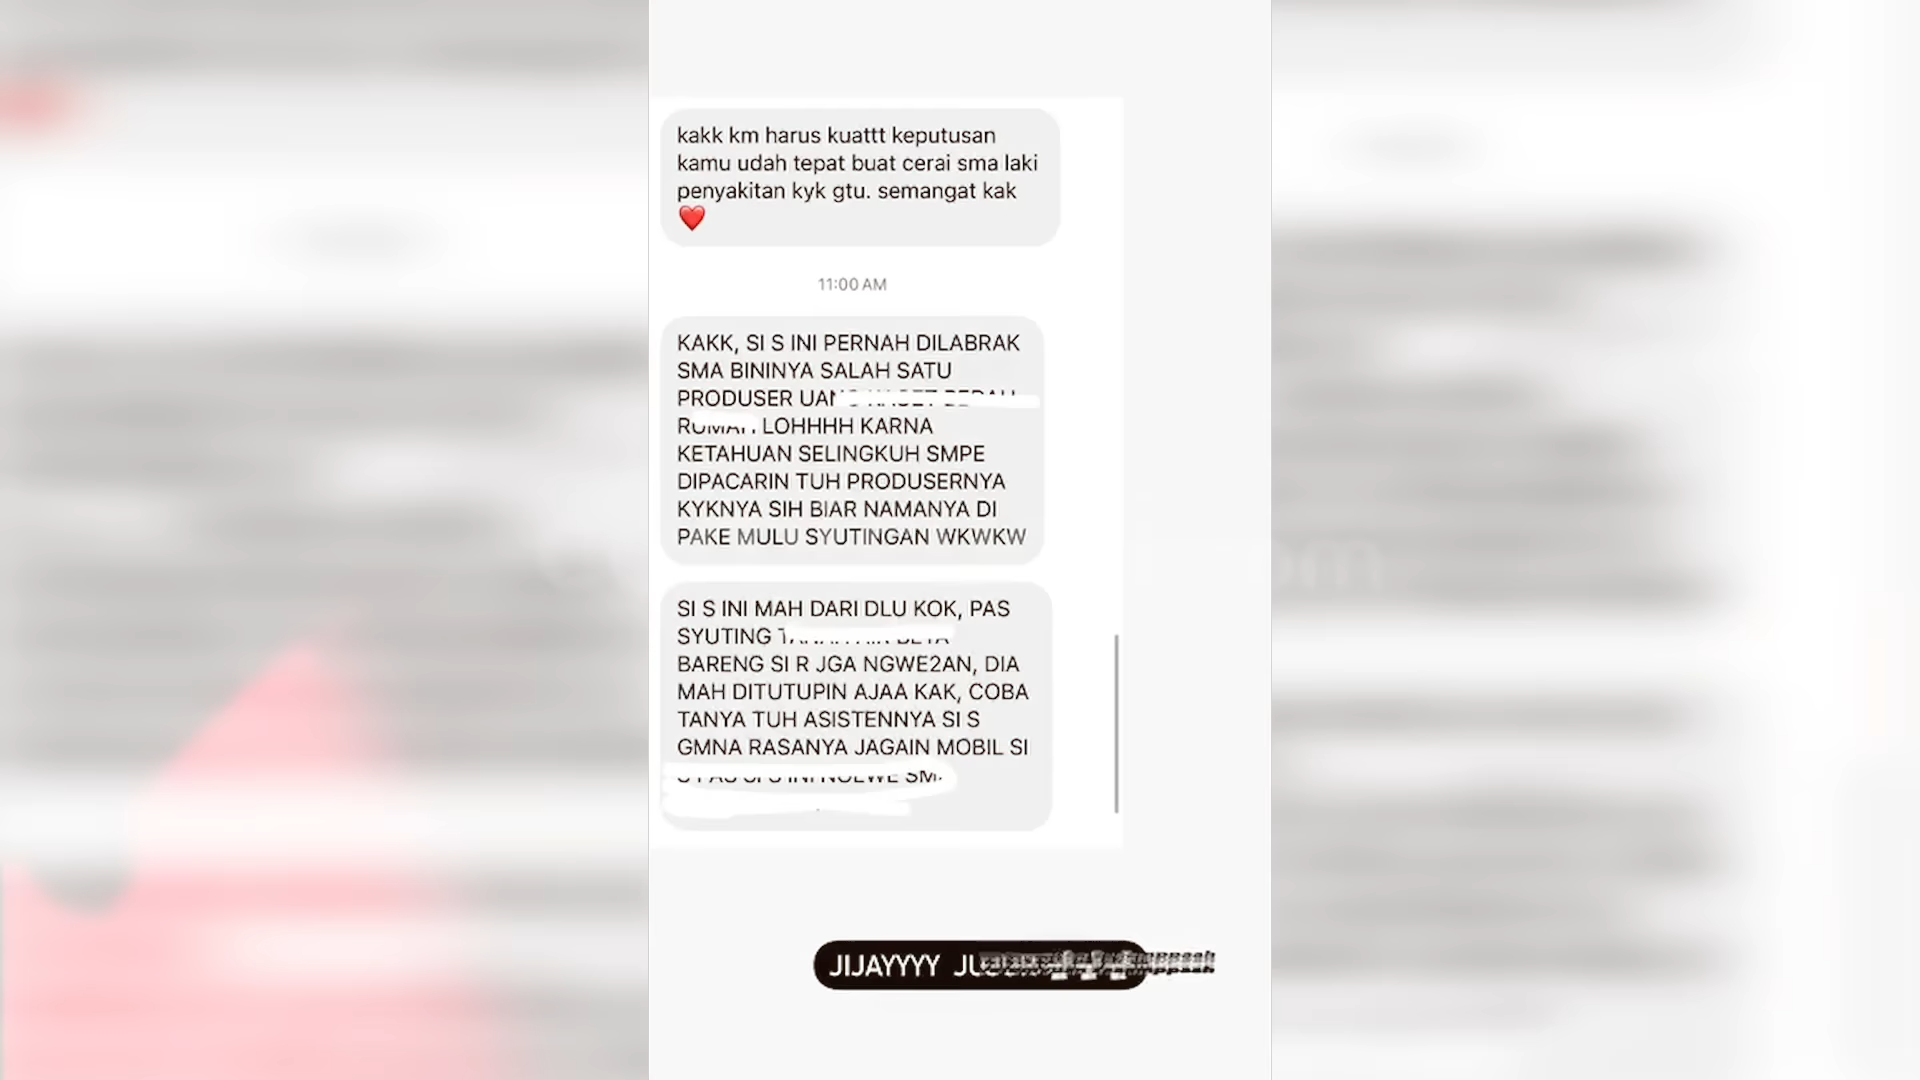 kakk km harus kuattt keputusan
kamu udah tepat buat cerai sma laki
penyakitan kyk gtu. semangat kak
❤️
11:00 AM
KAKK, SI S INI PERNAH DILABRAK
SMA BININYA SALAH SATU
PRODUSER
LOHHHH KARNA
KETAHUAN SELINGKUH SMPE
DIPACARIN TUH PRODUSERNYA
KYKNYA SIH BIAR NAMANYA DI
PAKE MULU SYUTINGAN WKWKW
SI S INI MAH DARI DLU KOK, PAS
SYUTING
BARENG SI R JGA NGWE2AN, DIA
MAH DITUTUPIN AJAA KAK, COBA
TANYA TUH ASISTENNYA SI S
GMNA RASANYA JAGAIN MOBIL SI
JIJAYYYY